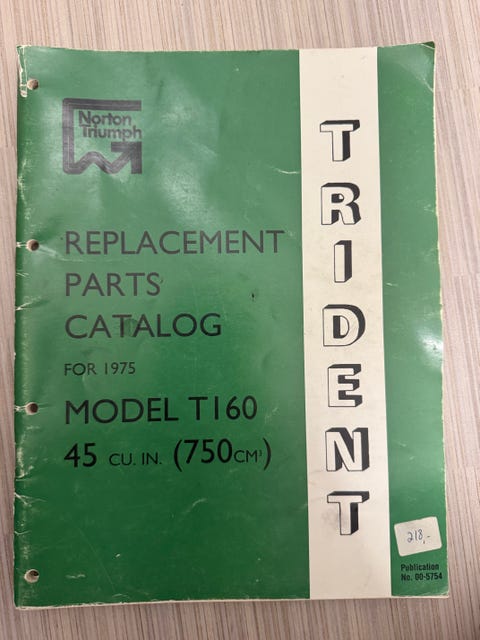 Norton
Triumph
REPLACEMENT
PARTS
CATALOG
FOR 1975
MODEL T160
45 CU. IN. (750CM³)
TRIDENT
218,-
Publication
No. 00-5754